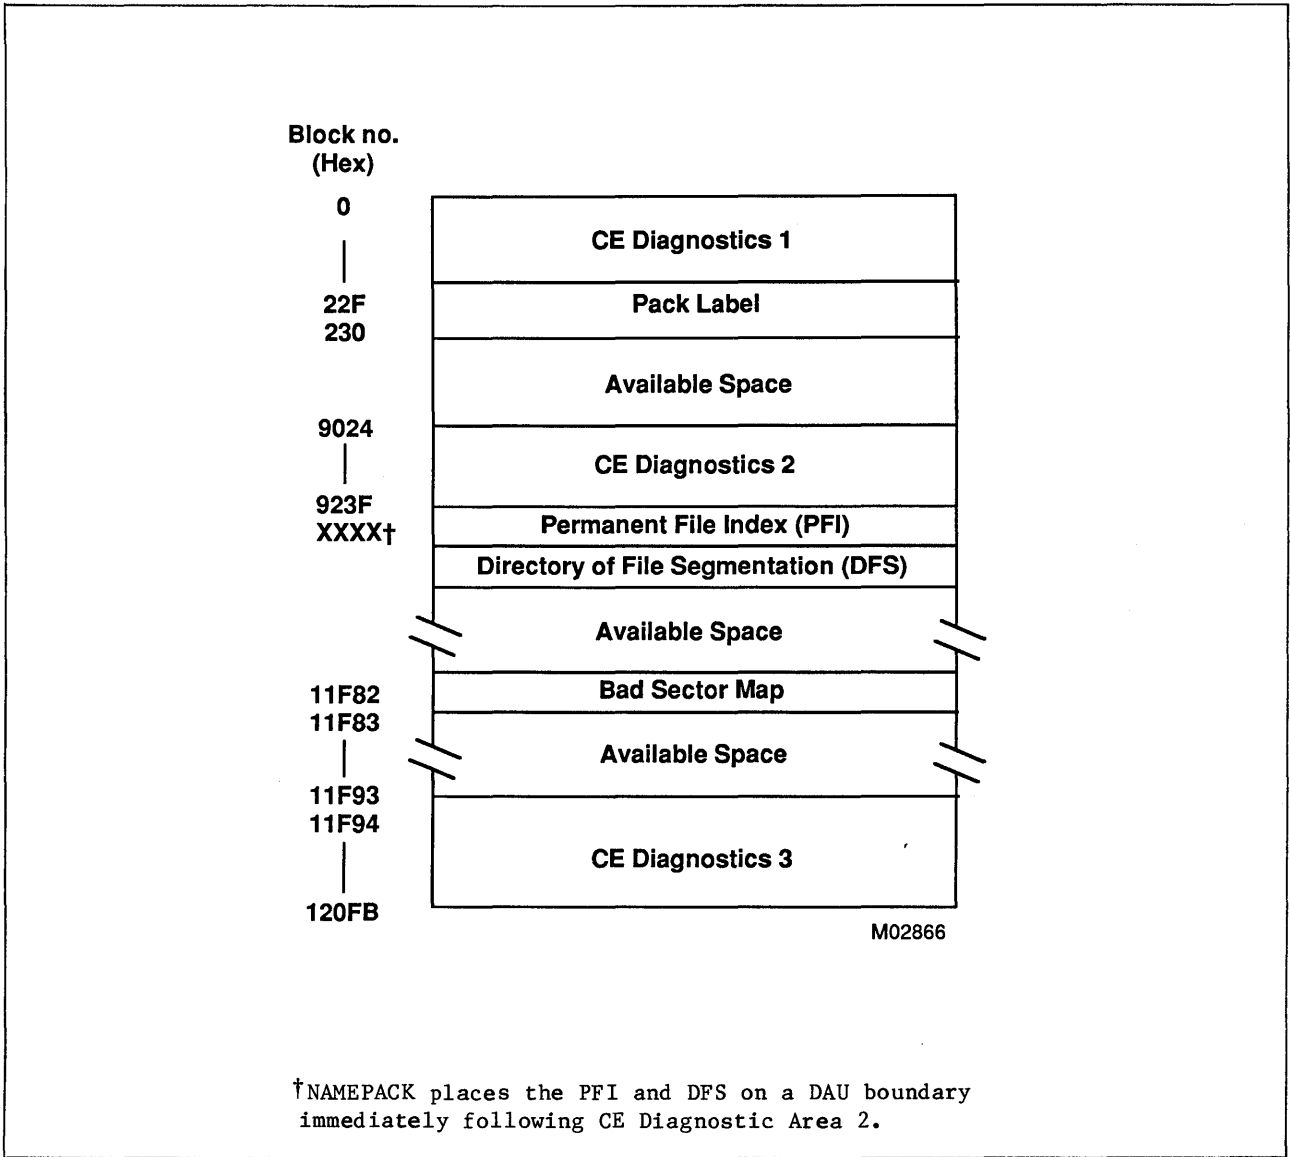 Block no.
(Hex)
0
CE Diagnostics 1
22F
Pack Label
230
Available Space
9024
CE Diagnostics 2
923F
XXXX†
Permanent File Index (PFI)
Directory of File Segmentation (DFS)
Available Space
11F82
Bad Sector Map
11F83
Available Space
11F93
11F94
CE Diagnostics 3
120FB
M02866
†NAMEPACK places the PFI and DFS on a DAU boundary
immediately following CE Diagnostic Area 2.